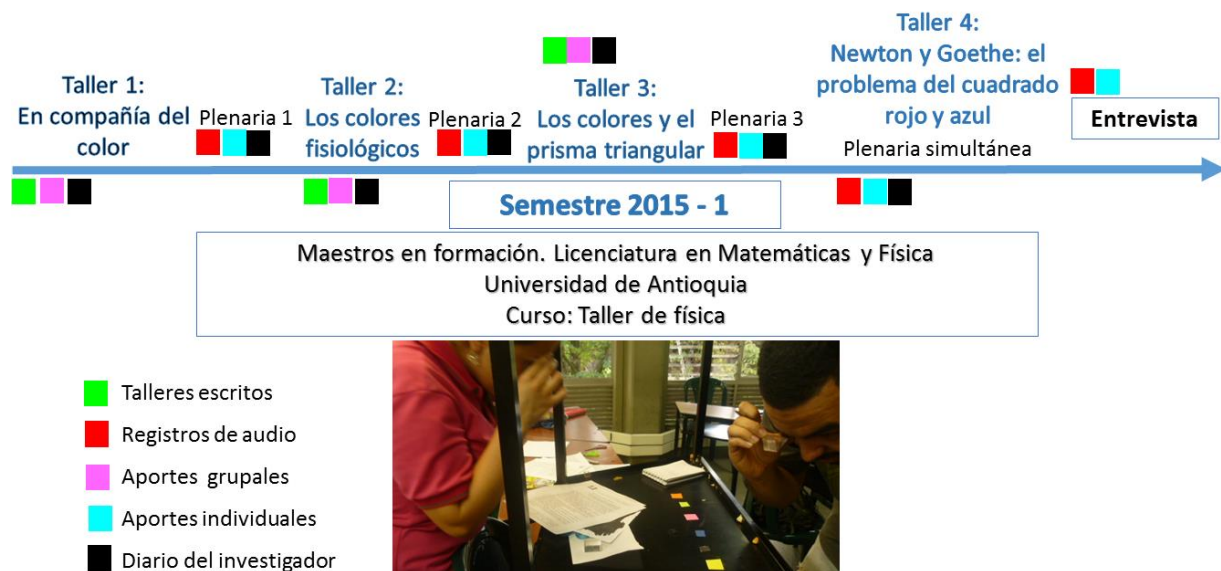 Taller 1:
En compañía del
color
Plenaria 1
Taller 2:
Los colores
fisiológicos
Plenaria 2
Taller 3:
Los colores y el
prisma triangular
Plenaria 3
Taller 4:
Newton y Goethe: el
problema del cuadrado
rojo y azul
Plenaria simultánea
Entrevista
Semestre 2015 - 1
Maestros en formación. Licenciatura en Matemáticas y Física
Universidad de Antioquia
Curso: Taller de física
Talleres escritos
Registros de audio
Aportes grupales
Aportes individuales
Diario del investigador